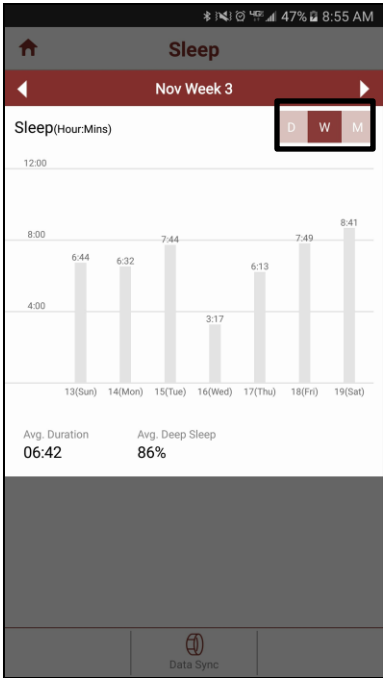 47% 8:55 AM
Sleep
Nov Week 3
Sleep(Hour:Mins)
D W M
12:00
8:00
4:00
6:44
6:32
7:44
3:17
6:13
7:49
8:41
13(Sun) 14(Mon) 15(Tue) 16(Wed) 17(Thu) 18(Fri) 19(Sat)
Avg. Duration Avg. Deep Sleep
06:42 86%
Data Sync